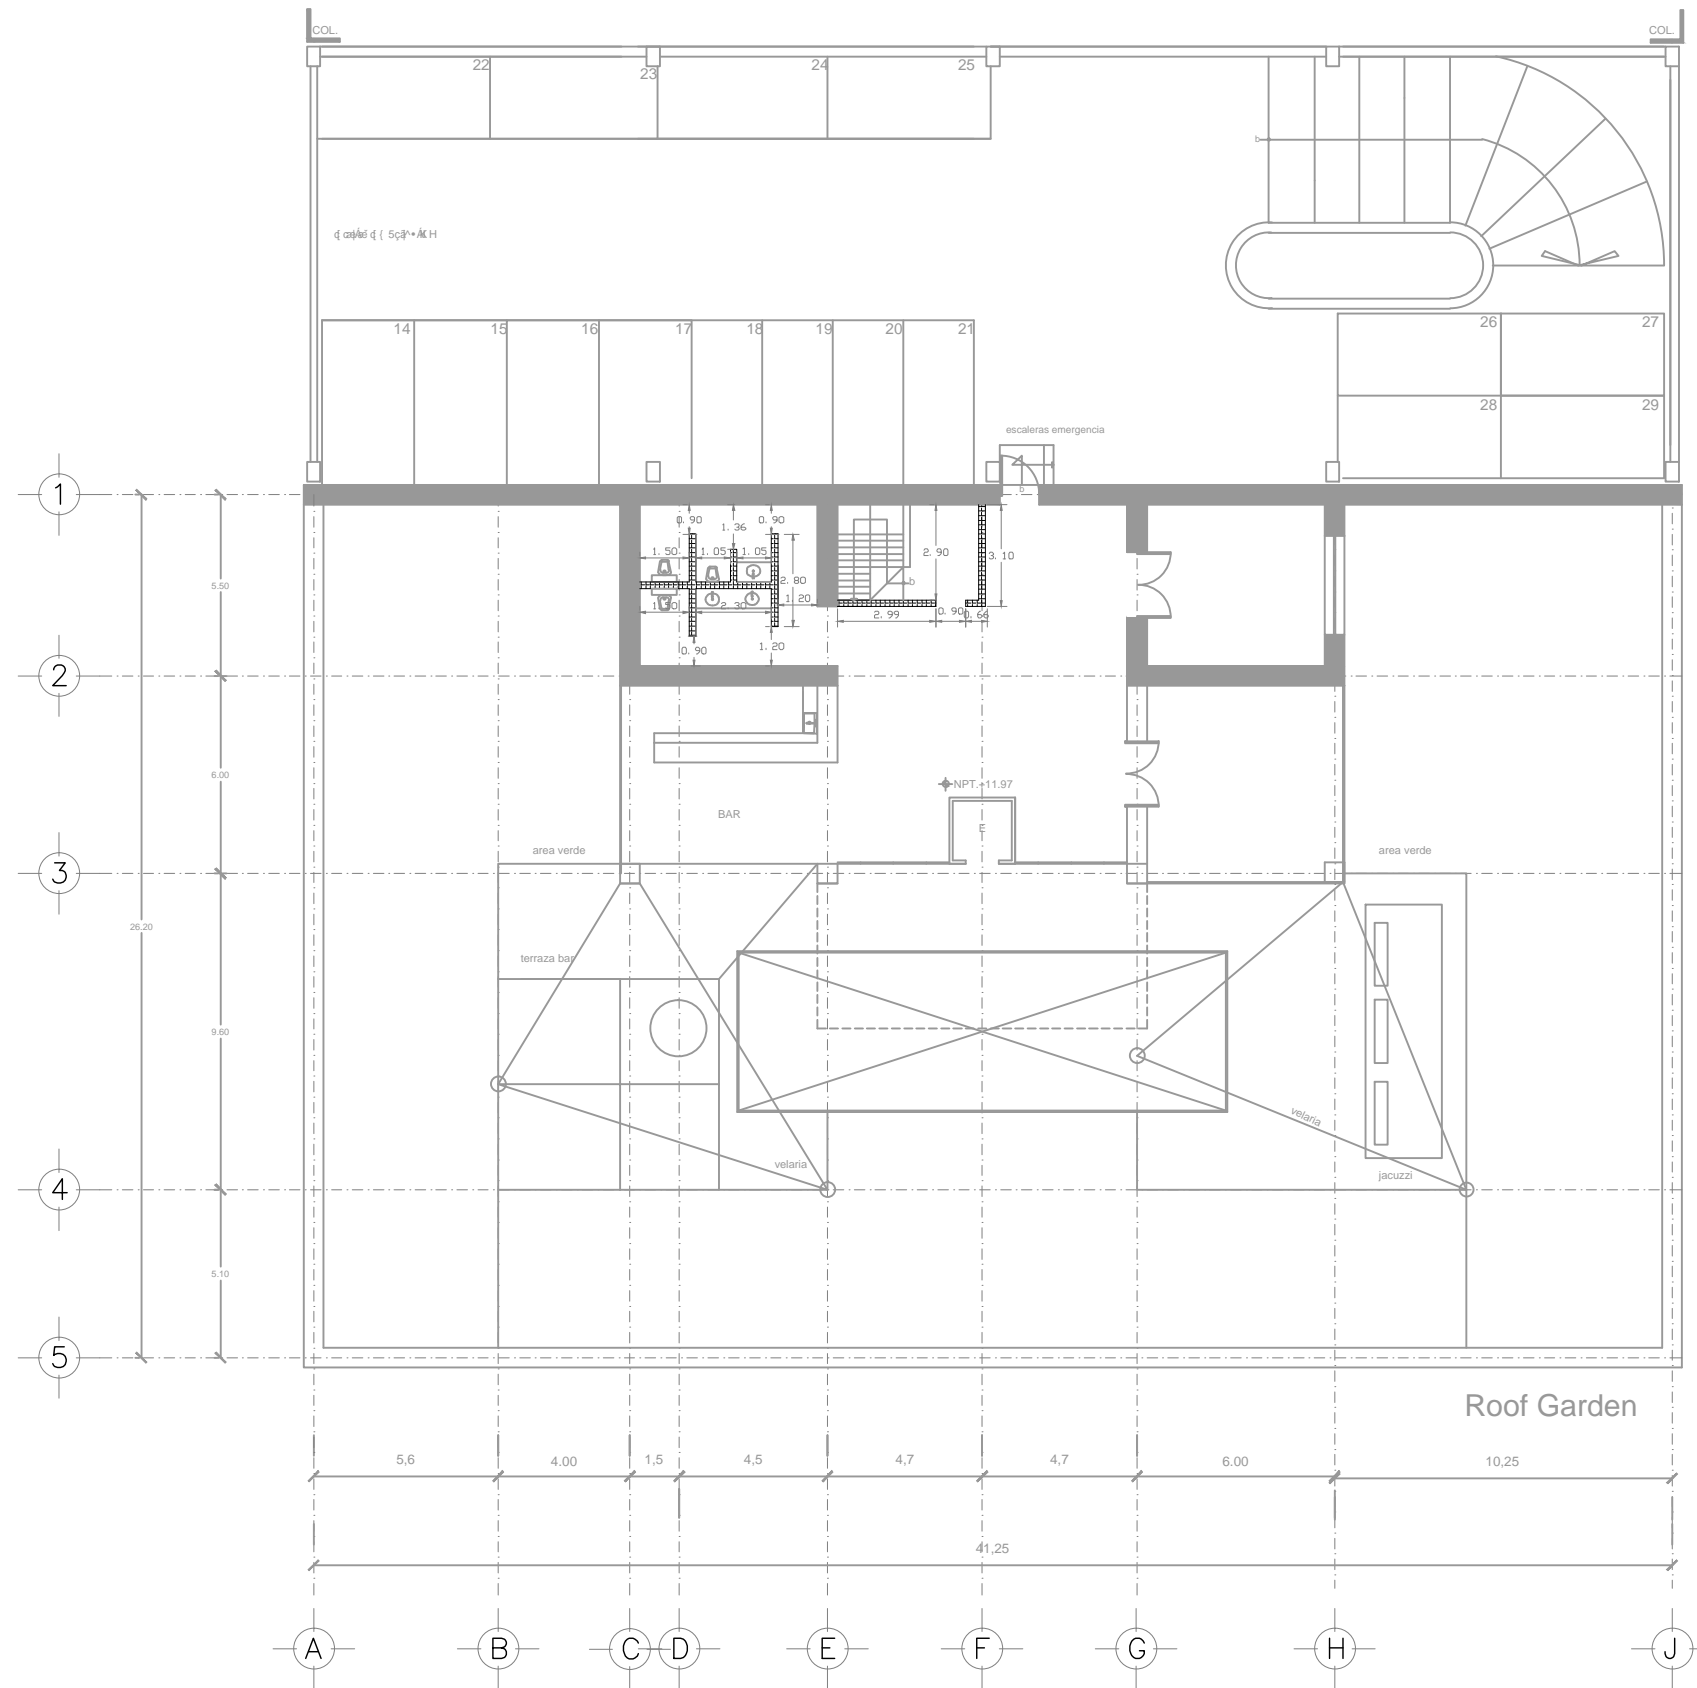 COL. COL.
22 23 24 25
b
14 15 16 17 18 19 20 21
26 27
28 29
escaleras emergencia
b
1
0. 90 1. 36 0. 90
1. 50 1. 05 1. 05
2. 90 3. 10
2. 80
b
5.50
1. 20
2. 30
2. 99 0. 90 0. 66
0. 90 1. 20
2
6.00
NPT.+11.97
BAR
E
area verde area verde
3
26.20
terraza bar
9.60
velaria
velaria
jacuzzi
4
5.10
5
Roof Garden
5,6 4.00 1,5 4,5 4,7 4,7 6.00 10,25
41,25
A B C D E F G H J